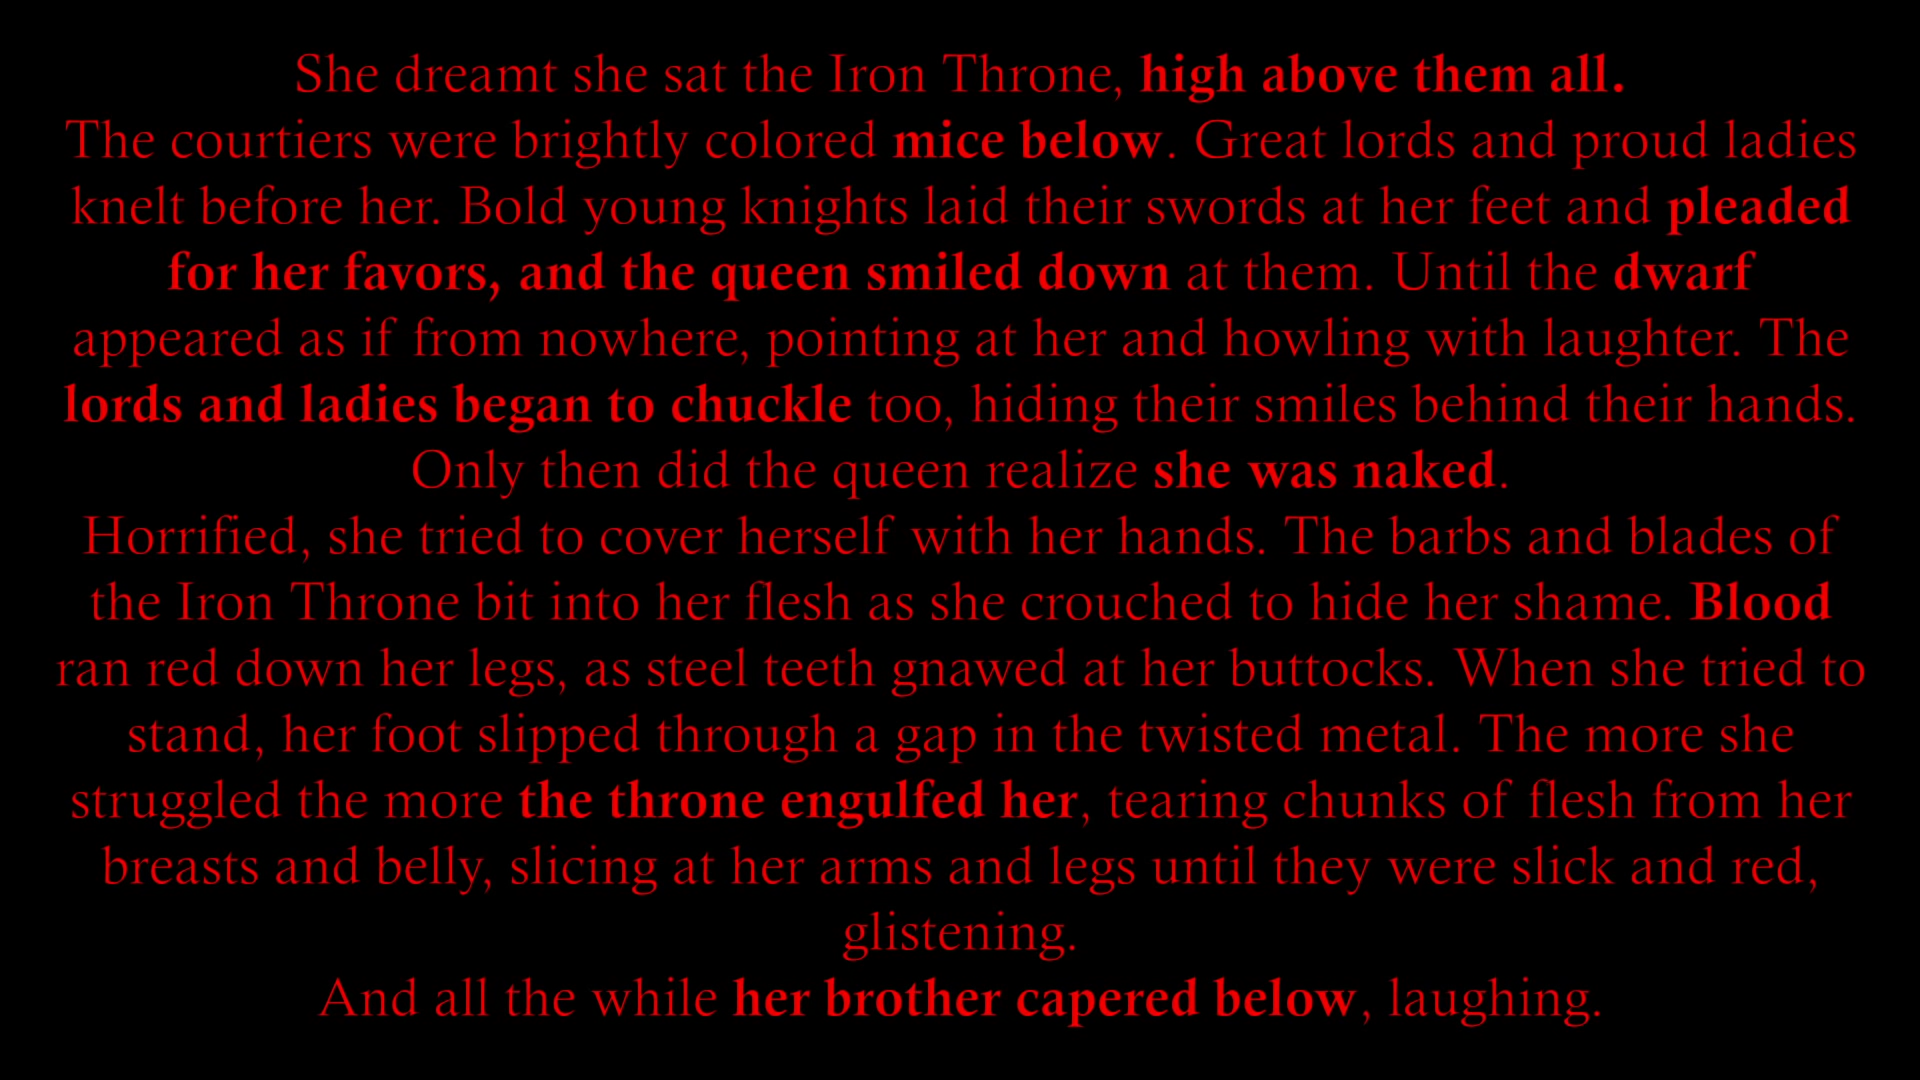 She dreamt she sat the Iron Throne, high above them all.
The courtiers were brightly colored mice below. Great lords and proud ladies
knelt before her. Bold young knights laid their swords at her feet and pleaded
for her favors, and the queen smiled down at them. Until the dwarf
appeared as if from nowhere, pointing at her and howling with laughter. The
lords and ladies began to chuckle too, hiding their smiles behind their hands.
Only then did the queen realize she was naked.
Horrified, she tried to cover herself with her hands. The barbs and blades of
the Iron Throne bit into her flesh as she crouched to hide her shame. Blood
ran red down her legs, as steel teeth gnawed at her buttocks. When she tried to
stand, her foot slipped through a gap in the twisted metal. The more she
struggled the more the throne engulfed her, tearing chunks of flesh from her
breasts and belly, slicing at her arms and legs until they were slick and red,
glistening.
And all the while her brother capered below, laughing.